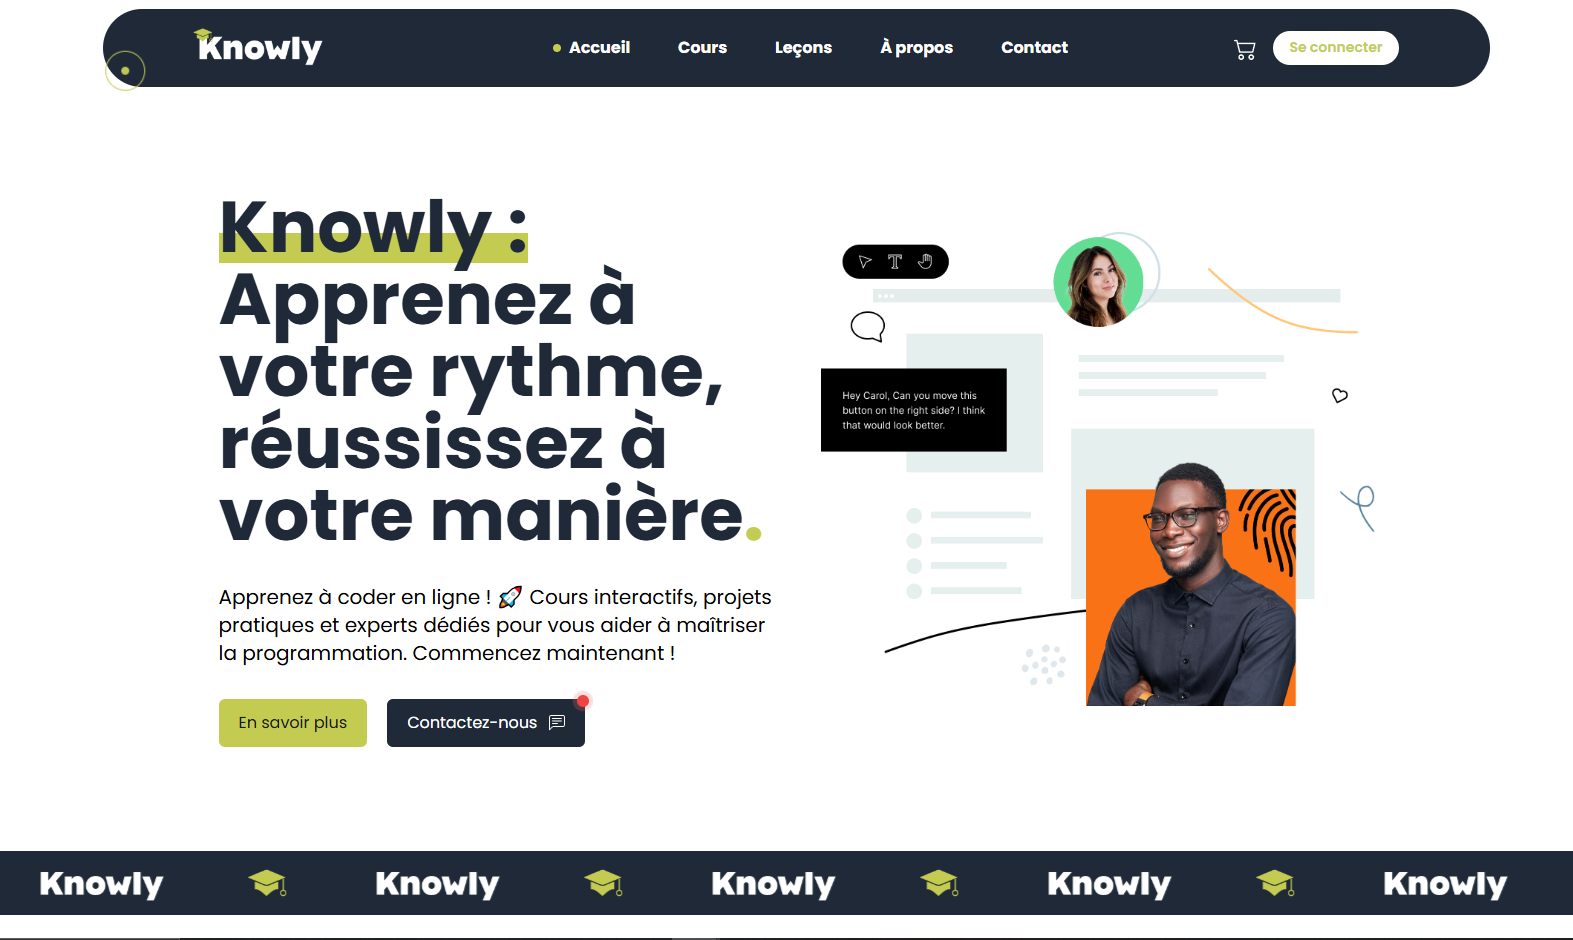 Knowly
Accueil
Cours
Leçons
À propos
Contact
Se connecter
Knowly :
Apprenez à
votre rythme,
réussissez à
votre manière.
Apprenez à coder en ligne ! 🚀 Cours interactifs, projets
pratiques et experts dédiés pour vous aider à maîtriser
la programmation. Commencez maintenant !
En savoir plus
Contactez-nous
T
Hey Carol, Can you move this
button on the right side? I think
that would look better.
Knowly
Knowly
Knowly
Knowly
Knowly